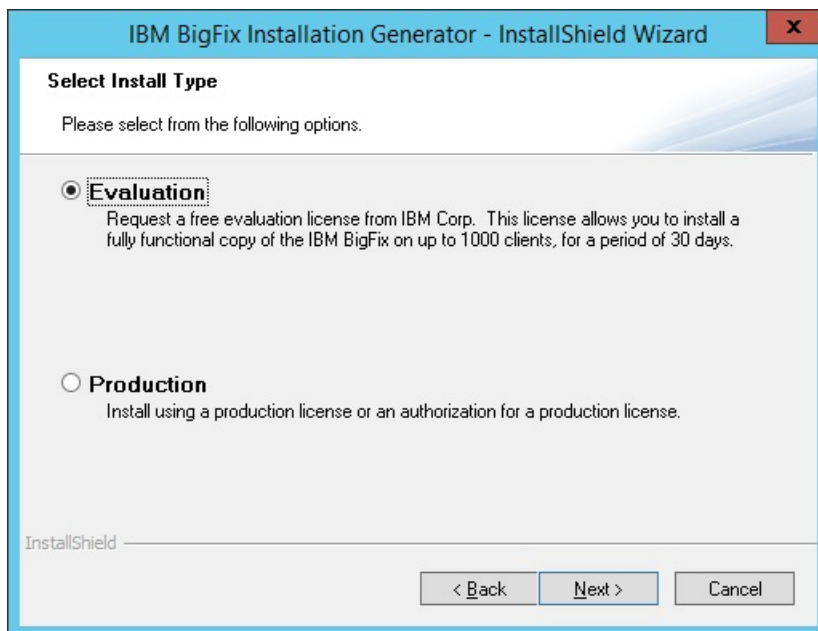 IBM BigFix Installation Generator - InstallShield Wizard
x
Select Install Type
Please select from the following options.
Evaluation
Request a free evaluation license from IBM Corp. This license allows you to install a
fully functional copy of the IBM BigFix on up to 1000 clients, for a period of 30 days.
Production
Install using a production license or an authorization for a production license.
InstallShield
< Back
Next >
Cancel